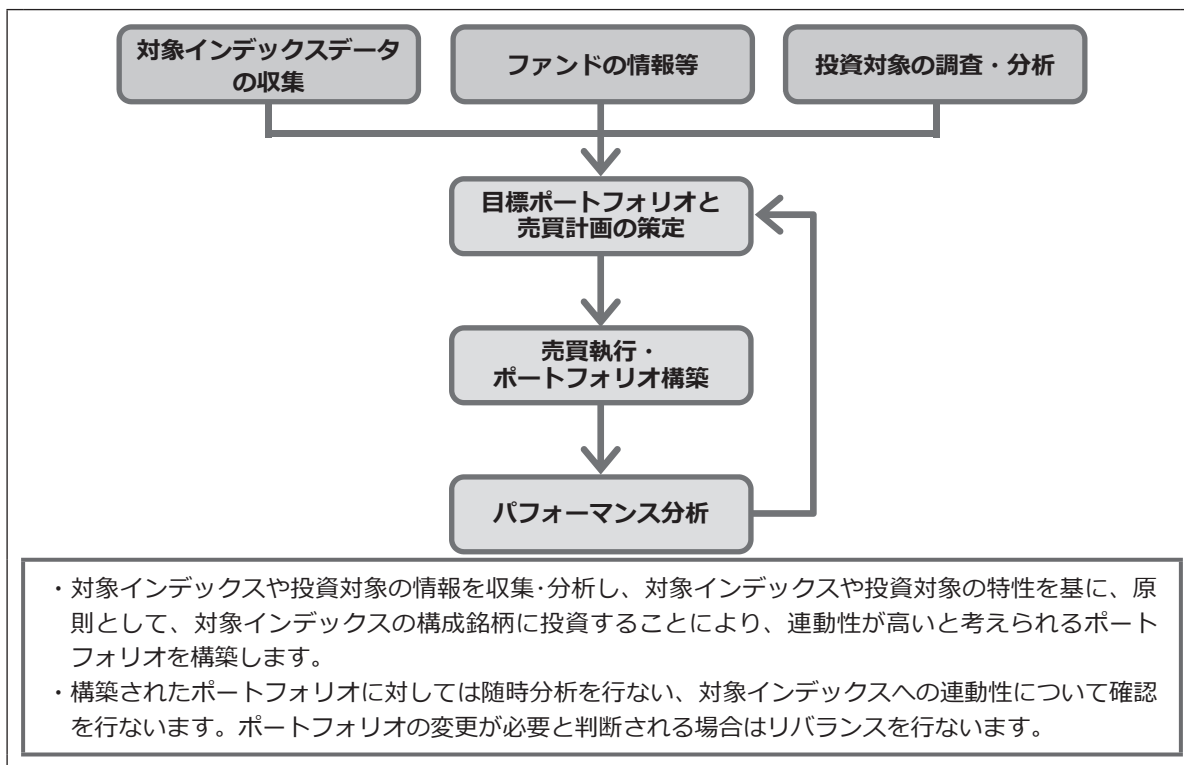 対象インデックスデータ
の収集
ファンドの情報等
投資対象の調査・分析
目標ポートフォリオと
売買計画の策定
売買執行・
ポートフォリオ構築
パフォーマンス分析
・対象インデックスや投資対象の情報を収集・分析し、対象インデックスや投資対象の特性を基に、原
則として、対象インデックスの構成銘柄に投資することにより、連動性が高いと考えられるポート
フォリオを構築します。
・構築されたポートフォリオに対しては随時分析を行ない、対象インデックスへの連動性について確認
を行ないます。ポートフォリオの変更が必要と判断される場合はリバランスを行ないます。